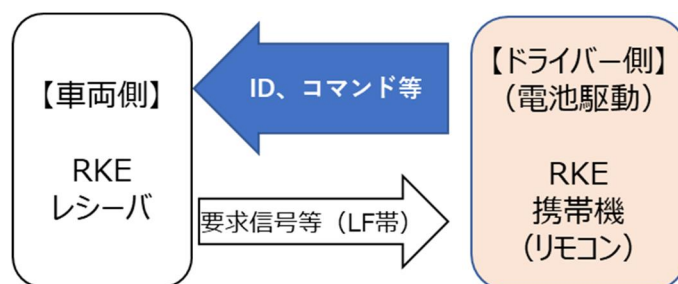 【車両側】
RKE
レシーバ
ID、コマンド等
要求信号等（LF帯）
【ドライバー側】
（電池駆動）
RKE
携帯機
（リモコン）